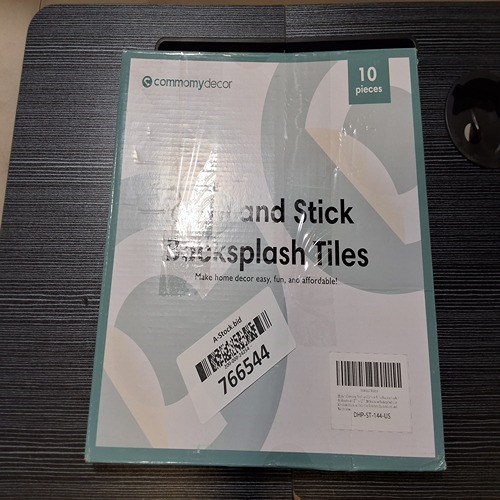 commomydecor
10
pieces
and Stick
Backsplash Tiles
Make home decor easy, fun, and affordable!
A-Stock.bid
766544
DHP-ST-144-US